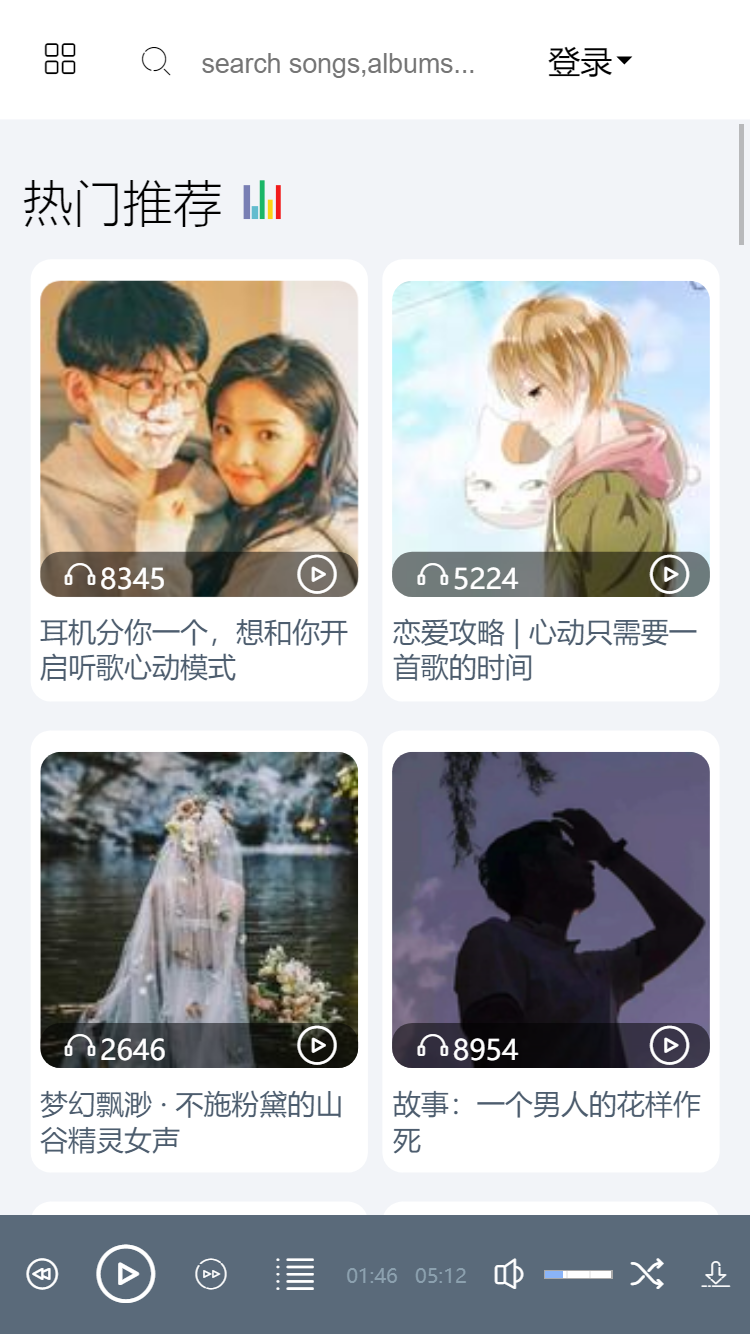 search songs,albums...
登录
热门推荐
8345
5224
耳机分你一个，想和你开
启听歌心动模式
恋爱攻略 | 心动只需要一
首歌的时间
2646
8954
梦幻飘渺 · 不施粉黛的山
谷精灵女声
故事：一个男人的花样作
死
01:46 05:12